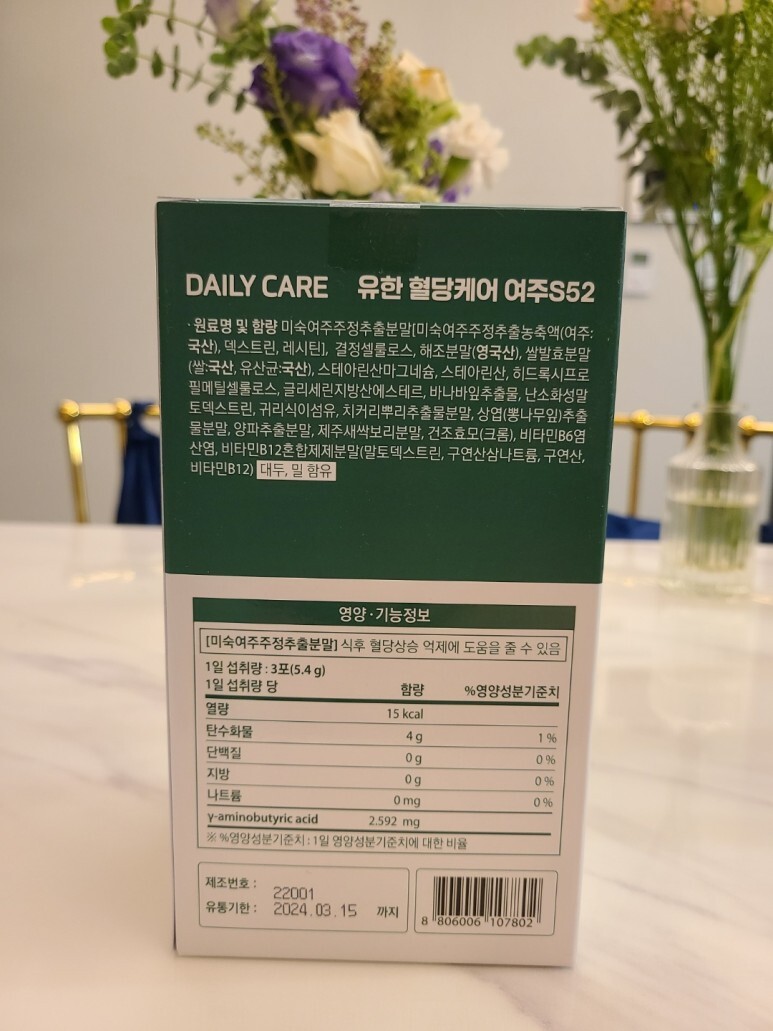 DAILY CARE 유한 혈당케어 여주S52
· 원료명 및 함량 미숙여주주정추출분말[미숙여주주정추출농축액(여주:
국산), 덱스트린, 레시틴], 결정셀룰로스, 해조분말(영국산), 쌀발효분말
(쌀:국산, 유산균:국산), 스테아린산마그네슘, 스테아린산, 히드록시프로
필메틸셀룰로스, 글리세린지방산에스테르, 바나바잎추출물, 난소화성말
토덱스트린, 귀리식이섬유, 치커리뿌리추출물분말, 상엽(뽕나무잎)추출
물분말, 양파추출분말, 제주새싹보리분말, 건조효모(크롬), 비타민B6염
산염, 비타민B12혼합제제분말(말토덱스트린, 구연산삼나트륨, 구연산,
비타민B12) 대두, 밀 함유
영양·기능정보
[미숙여주주정추출분말] 식후 혈당상승 억제에 도움을 줄 수 있음
1일 섭취량 : 3포(5.4 g)
1일 섭취량 당 함량 %영양성분기준치
열량 15 kcal
탄수화물 4 g 1 %
단백질 0 g 0 %
지방 0 g 0 %
나트륨 0 mg 0 %
γ-aminobutyric acid 2.592 mg
※ %영양성분기준치 : 1일 영양성분기준치에 대한 비율
제조번호 : 22001
유통기한 : 2024.03.15 까지
8 806006 107802